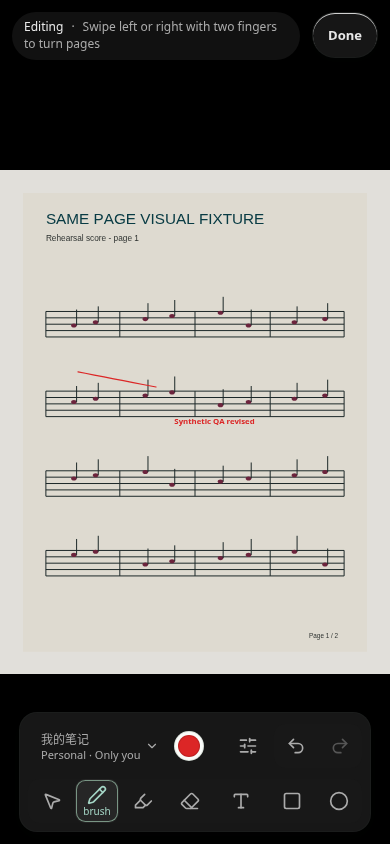 Editing · Swipe left or right with two fingers
to turn pages
Done
SAME PAGE VISUAL FIXTURE
Rehearsal score - page 1
Synthetic QA revised
Page 1 / 2
我的笔记
Personal · Only you
brush
T